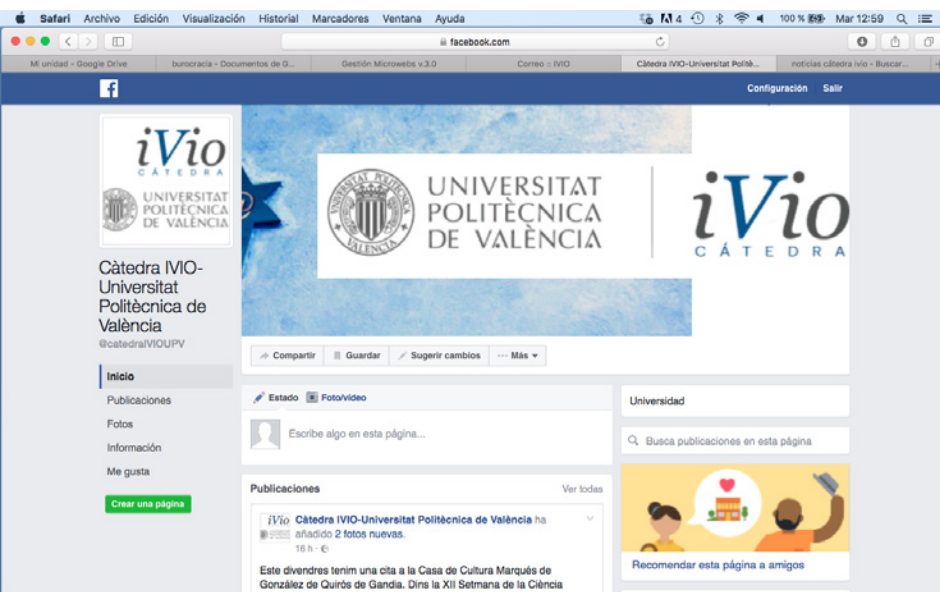 Safari Archivo Edición Visualización Historial Marcadores Ventana Ayuda 4 100 % Mar 12:59
facebook.com
Mi unidad - Google Drive burocracia - Documentos de G... Gestión Microwebs v.3.0 Correo :: IVIO Càtedra IVIO-Universitat Politè... noticias cátedra ivio - Buscar...
Configuración Salir
iVio
CÁTEDRA
UNIVERSITAT
POLITÈCNICA
DE VALÈNCIA
UNIVERSITAT
POLITÈCNICA
DE VALÈNCIA
iVio
CÁTEDRA
Càtedra IVIO-
Universitat
Politècnica de
València
@catedraIVIOUPV
Inicio
Publicaciones
Fotos
Información
Me gusta
Crear una página
Compartir Guardar Sugerir cambios ··· Más
Estado Foto/vídeo
Escribe algo en esta página...
Publicaciones Ver todas
iVio
Càtedra IVIO-Universitat Politècnica de València ha
añadido 2 fotos nuevas.
16 h ·
Este divendres tenim una cita a la Casa de Cultura Marqués de
González de Quirós de Gandia. Dins la XII Setmana de la Ciència
Universidad
Busca publicaciones en esta página
Recomendar esta página a amigos